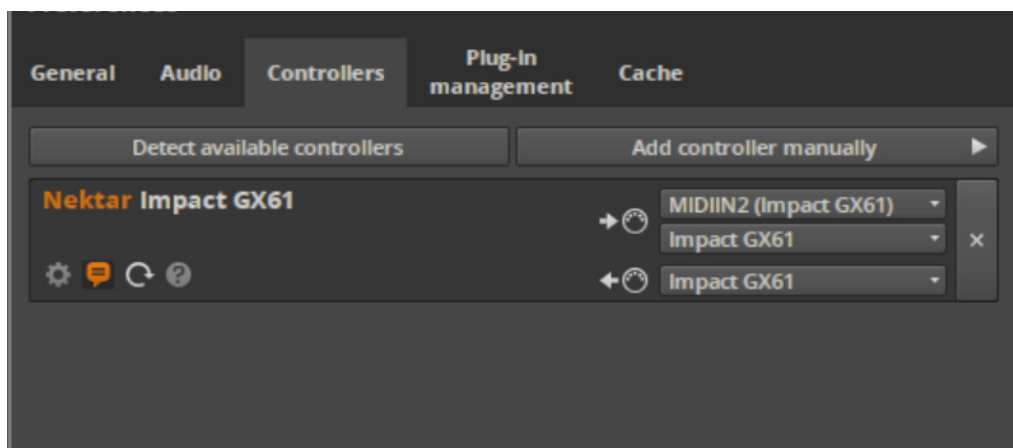 General
Audio
Controllers
Plug-In
management
Cache
Detect available controllers
Add controller manually
Nektar Impact GX61
MIDIIN2 (Impact GX61)
Impact GX61
Impact GX61